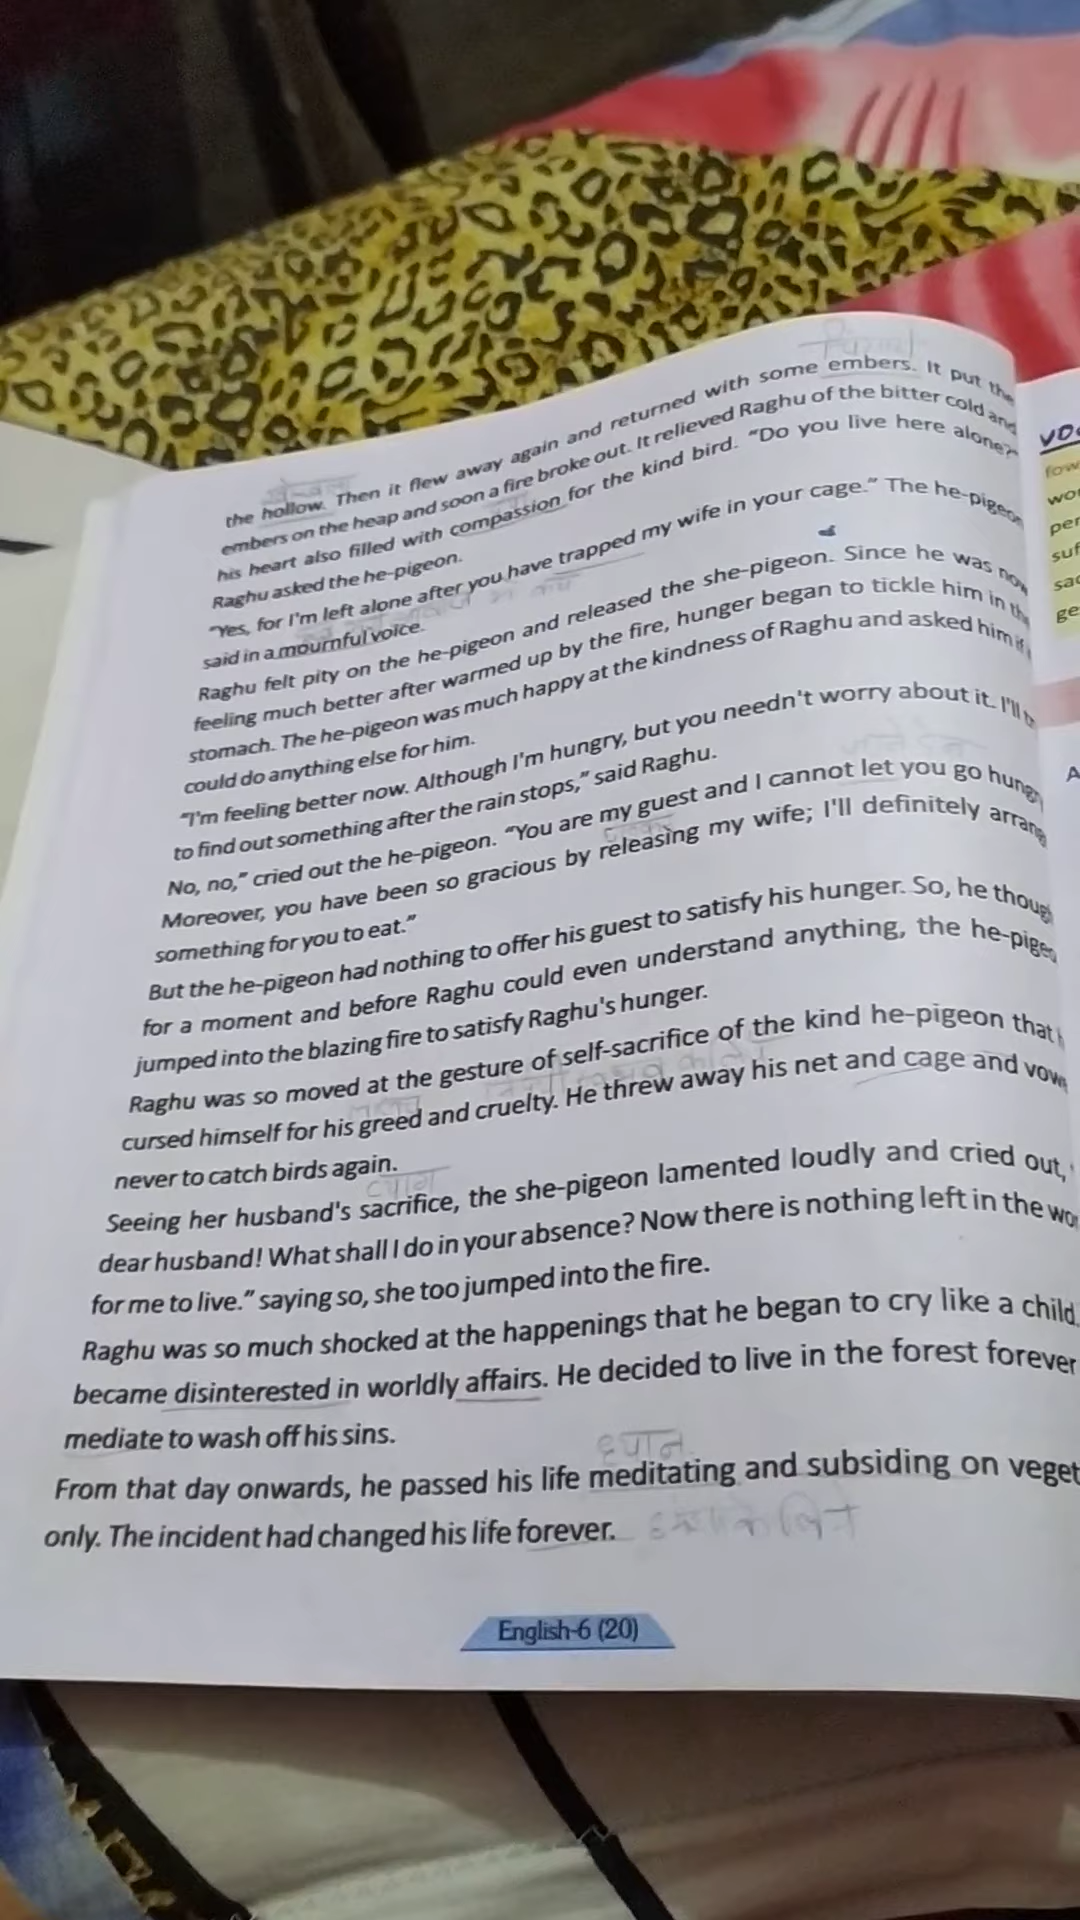 the hollow. Then it flew away again and returned with some embers. It put the
embers on the heap and soon a fire broke out. It relieved Raghu of the bitter cold and
his heart also filled with compassion for the kind bird. "Do you live here alone?"
Raghu asked the he-pigeon.
"Yes, for I'm left alone after you have trapped my wife in your cage." The he-pigeon
said in a mournful voice.
Raghu felt pity on the he-pigeon and released the she-pigeon. Since he was now
feeling much better after warmed up by the fire, hunger began to tickle him in the
stomach. The he-pigeon was much happy at the kindness of Raghu and asked him if
could do anything else for him.
"I'm feeling better now. Although I'm hungry, but you needn't worry about it. I'll
to find out something after the rain stops," said Raghu.
No, no," cried out the he-pigeon. "You are my guest and I cannot let you go hungry
Moreover, you have been so gracious by releasing my wife; I'll definitely arrang
something for you to eat."
But the he-pigeon had nothing to offer his guest to satisfy his hunger. So, he though
for a moment and before Raghu could even understand anything, the he-pigeo
jumped into the blazing fire to satisfy Raghu's hunger.
Raghu was so moved at the gesture of self-sacrifice of the kind he-pigeon that
cursed himself for his greed and cruelty. He threw away his net and cage and vow
never to catch birds again.
त्याग
Seeing her husband's sacrifice, the she-pigeon lamented loudly and cried out,
dear husband! What shall I do in your absence? Now there is nothing left in the wor
for me to live." saying so, she too jumped into the fire.
Raghu was so much shocked at the happenings that he began to cry like a child.
became disinterested in worldly affairs. He decided to live in the forest forever
mediate to wash off his sins.
ध्यान
From that day onwards, he passed his life meditating and subsiding on veget
only. The incident had changed his life forever.
English-6 (20)
VO
fow
wor
per
suf
sac
ge
A